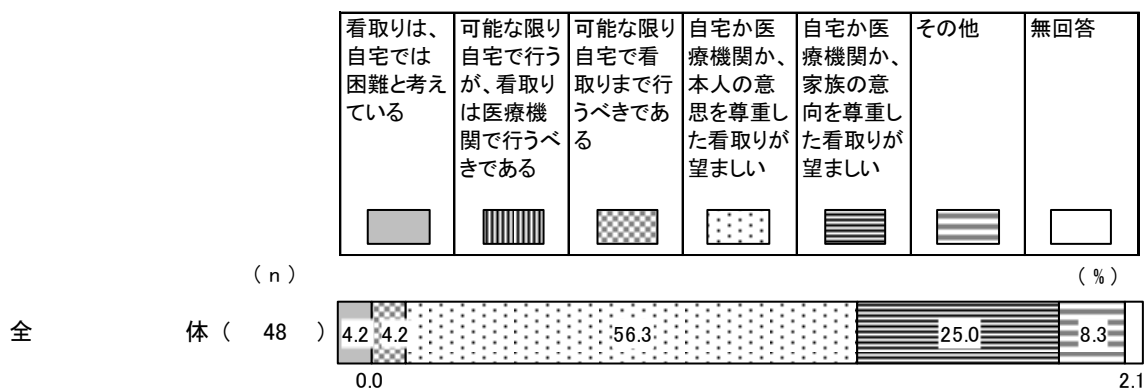 看取りは、
自宅では
困難と考え
ている
可能な限り
自宅で行う
が、看取り
は医療機
関で行うべ
きである
可能な限り
自宅で看
取りまで行
うべきであ
る
自宅か医
療機関か、
本人の意
思を尊重し
た看取りが
望ましい
自宅か医
療機関か、
家族の意
向を尊重し
た看取りが
望ましい
その他
無回答
(n)
(%)
全体( 48 )
4.2 4.2 56.3 25.0 8.3
0.0 2.1